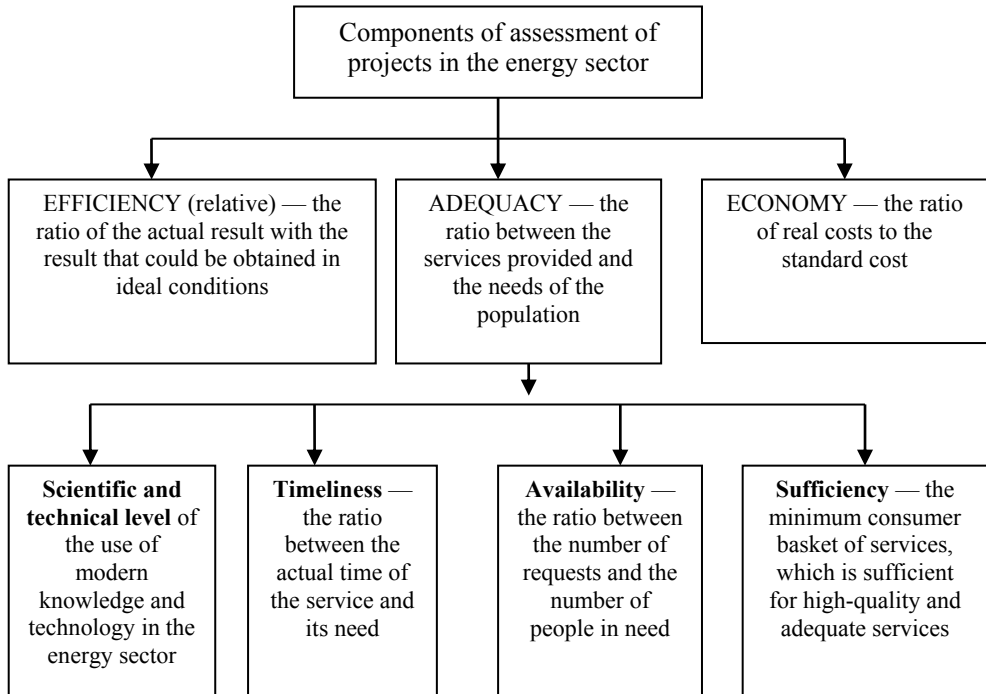 Components of assessment of
projects in the energy sector
EFFICIENCY (relative) — the
ratio of the actual result with the
result that could be obtained in
ideal conditions
ADEQUACY — the
ratio between the
services provided and
the needs of the
population
ECONOMY — the ratio
of real costs to the
standard cost
Scientific and
technical level of
the use of
modern
knowledge and
technology in the
energy sector
Timeliness —
the ratio
between the
actual time of
the service and
its need
Availability —
the ratio between
the number of
requests and the
number of
people in need
Sufficiency — the
minimum consumer
basket of services,
which is sufficient
for high-quality and
adequate services